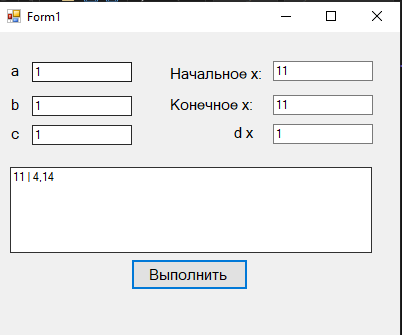 Form1
a 1 Начальное x: 11
b 1 Конечное x: 11
c 1 d x 1
11 | 4,14
Выполнить